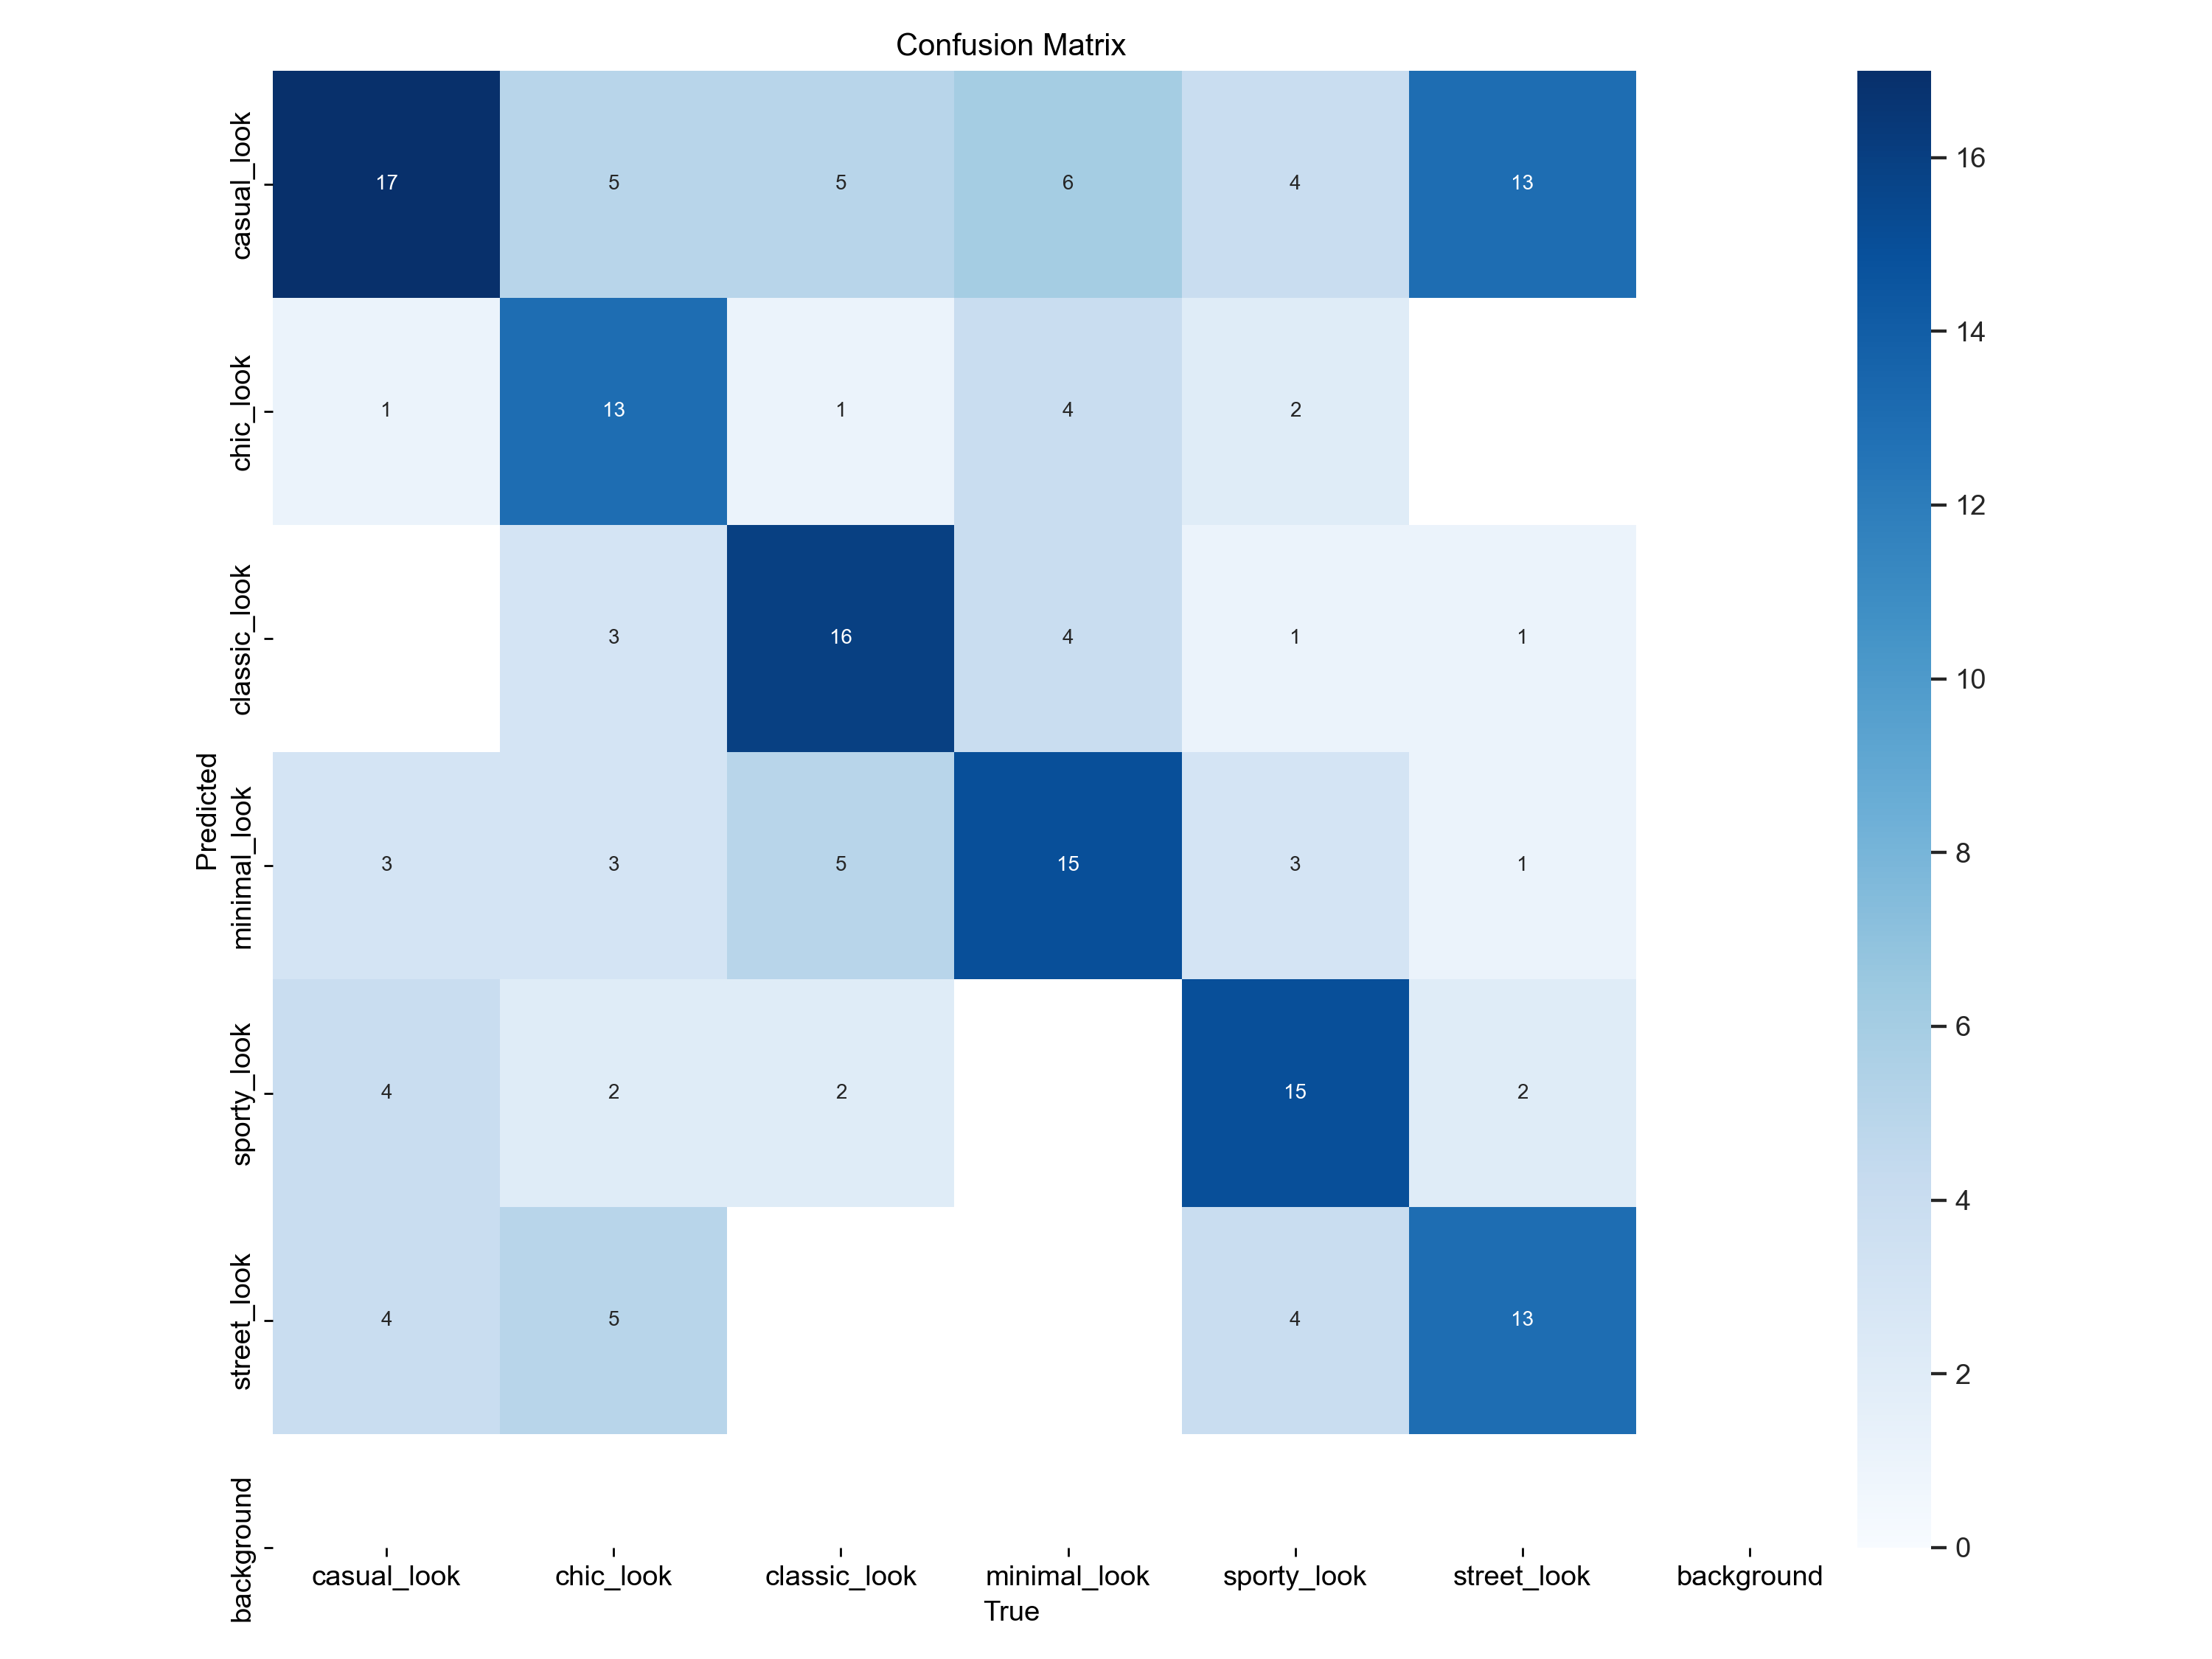 Confusion Matrix
casual_look
17 5 5 6 4 13
chic_look
1 13 1 4 2
classic_look
3 16 4 1 1
minimal_look
3 3 5 15 3 1
sporty_look
4 2 2 15 2
street_look
4 5 4 13
background
Predicted
casual_look chic_look classic_look minimal_look sporty_look street_look background
True
16
14
12
10
8
6
4
2
0